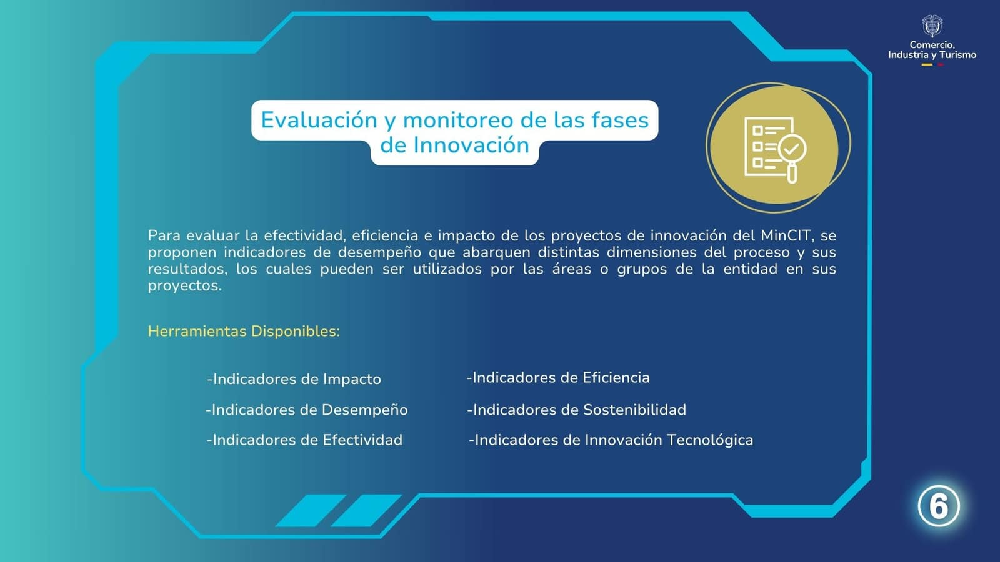 Comercio,
Industria y Turismo
Evaluación y monitoreo de las fases
de Innovación
Para evaluar la efectividad, eficiencia e impacto de los proyectos de innovación del MinCIT, se
proponen indicadores de desempeño que abarquen distintas dimensiones del proceso y sus
resultados, los cuales pueden ser utilizados por las áreas o grupos de la entidad en sus
proyectos.
Herramientas Disponibles:
-Indicadores de Impacto
-Indicadores de Desempeño
-Indicadores de Efectividad
-Indicadores de Eficiencia
-Indicadores de Sostenibilidad
-Indicadores de Innovación Tecnológica
6